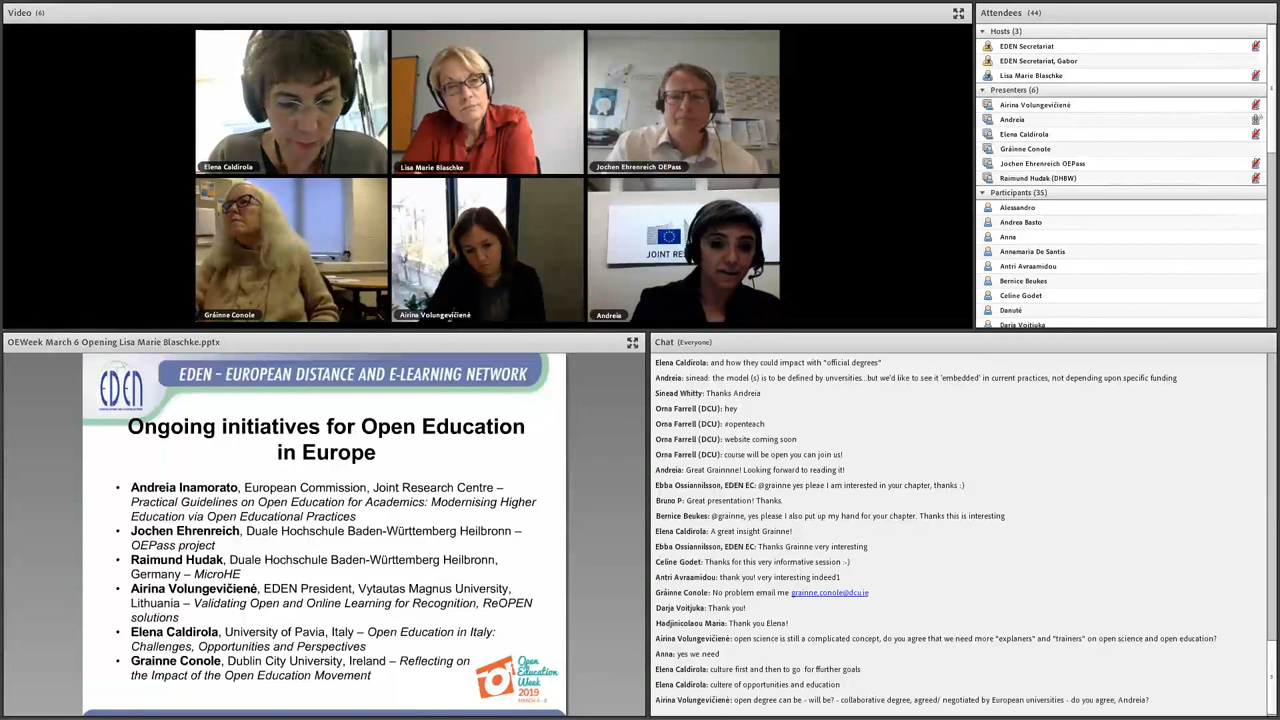 Video (6)
Elena Caldirola
Lisa Marie Blaschke
Jochen Ehrenreich OEPass
JOINT RE
Gráinne Conole
Airina Volungevičienė
Andreia
Attendees (44)
Hosts (3)
EDEN Secretariat
EDEN Secretariat, Gabor
Lisa Marie Blaschke
Presenters (6)
Airina Volungevičienė
Andreia
Elena Caldirola
Gráinne Conole
Jochen Ehrenreich OEPass
Raimund Hudak (DHBW)
Participants (35)
Alessandro
Andrea Basto
Anna
Annamaria De Santis
Antri Avraamidou
Bernice Beukes
Celine Godet
Danutė
Darja Voitjuka
OEWeek March 6 Opening Lisa Marie Blaschke.pptx
EDEN
EDEN - EUROPEAN DISTANCE AND E-LEARNING NETWORK
Ongoing initiatives for Open Education
in Europe
• Andreia Inamorato, European Commission, Joint Research Centre –
Practical Guidelines on Open Education for Academics: Modernising Higher
Education via Open Educational Practices
• Jochen Ehrenreich, Duale Hochschule Baden-Württemberg Heilbronn –
OEPass project
• Raimund Hudak, Duale Hochschule Baden-Württemberg Heilbronn,
Germany – MicroHE
• Airina Volungevičienė, EDEN President, Vytautas Magnus University,
Lithuania – Validating Open and Online Learning for Recognition, ReOPEN
solutions
• Elena Caldirola, University of Pavia, Italy – Open Education in Italy:
Challenges, Opportunities and Perspectives
• Grainne Conole, Dublin City University, Ireland – Reflecting on
the Impact of the Open Education Movement
Open
Education
Week
2019
MARCH 4 - 8
Chat (Everyone)
Elena Caldirola: and how they could impact with "official degrees"
Andreia: sinead: the model (s) is to be defined by unversities...but we'd like to see it 'embedded' in current practices, not depending upon specific funding
Sinead Whitty: Thanks Andreia
Orna Farrell (DCU): hey
Orna Farrell (DCU): #openteach
Orna Farrell (DCU): website coming soon
Orna Farrell (DCU): course will be open you can join us!
Andreia: Great Grainnne! Looking forward to reading it!
Ebba Ossiannilsson, EDEN EC: @grainne yes pleae I am interested in your chapter, thanks :)
Bruno P: Great presentation! Thanks.
Bernice Beukes: @grainne, yes please I also put up my hand for your chapter. Thanks this is interesting
Elena Caldirola: A great insight Grainne!
Ebba Ossiannilsson, EDEN EC: Thanks Grainne very interesting
Celine Godet: Thanks for this very informative session :-)
Antri Avraamidou: thank you! very interesting indeed1
Gráinne Conole: No problem email me grainne.conole@dcu.ie
Darja Voitjuka: Thank you!
Hadjinicolaou Maria: Thank you Elena!
Airina Volungevičienė: open science is still a complicated concept, do you agree that we need more "explaners" and "trainers" on open science and open education?
Anna: yes we need
Elena Caldirola: culture first and then to go for ffurther goals
Elena Caldirola: cultere of opportunities and education
Airina Volungevičienė: open degree can be - will be? - collaborative degree, agreed/ negotiated by European universities - do you agree, Andreia?